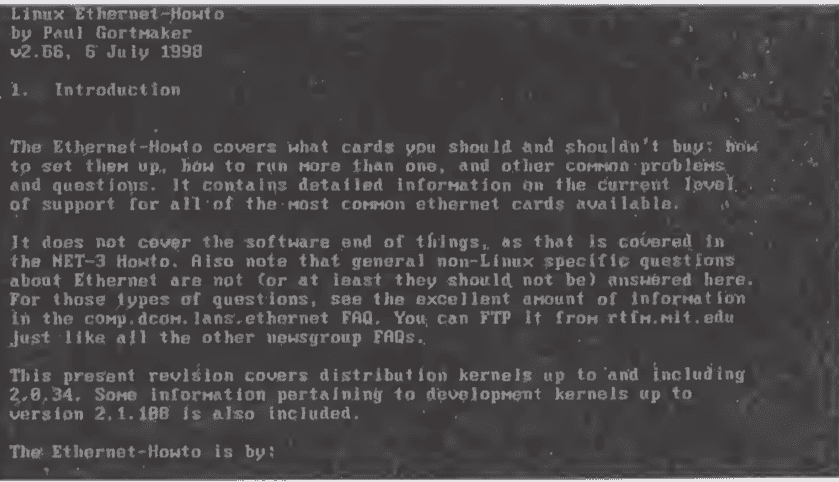 Linux Ethernet-Howto
by Paul Gortmaker
v2.66, 6 July 1998
1. Introduction
The Ethernet-Howto covers what cards you should and shouldn't buy; how
to set them up, how to run more than one, and other common problems
and questions. It contains detailed information on the current level
of support for all of the most common ethernet cards available.
It does not cover the software end of things, as that is covered in
the NET-3 Howto. Also note that general non-Linux specific questions
about Ethernet are not (or at least they should not be) answered here.
For those types of questions, see the excellent amount of information
in the comp.dcom.lans.ethernet FAQ. You can FTP it from rtfm.mit.edu
just like all the other newsgroup FAQs.
This present revision covers distribution kernels up to and including
2.0.34. Some information pertaining to development kernels up to
version 2.1.108 is also included.
The Ethernet-Howto is by: